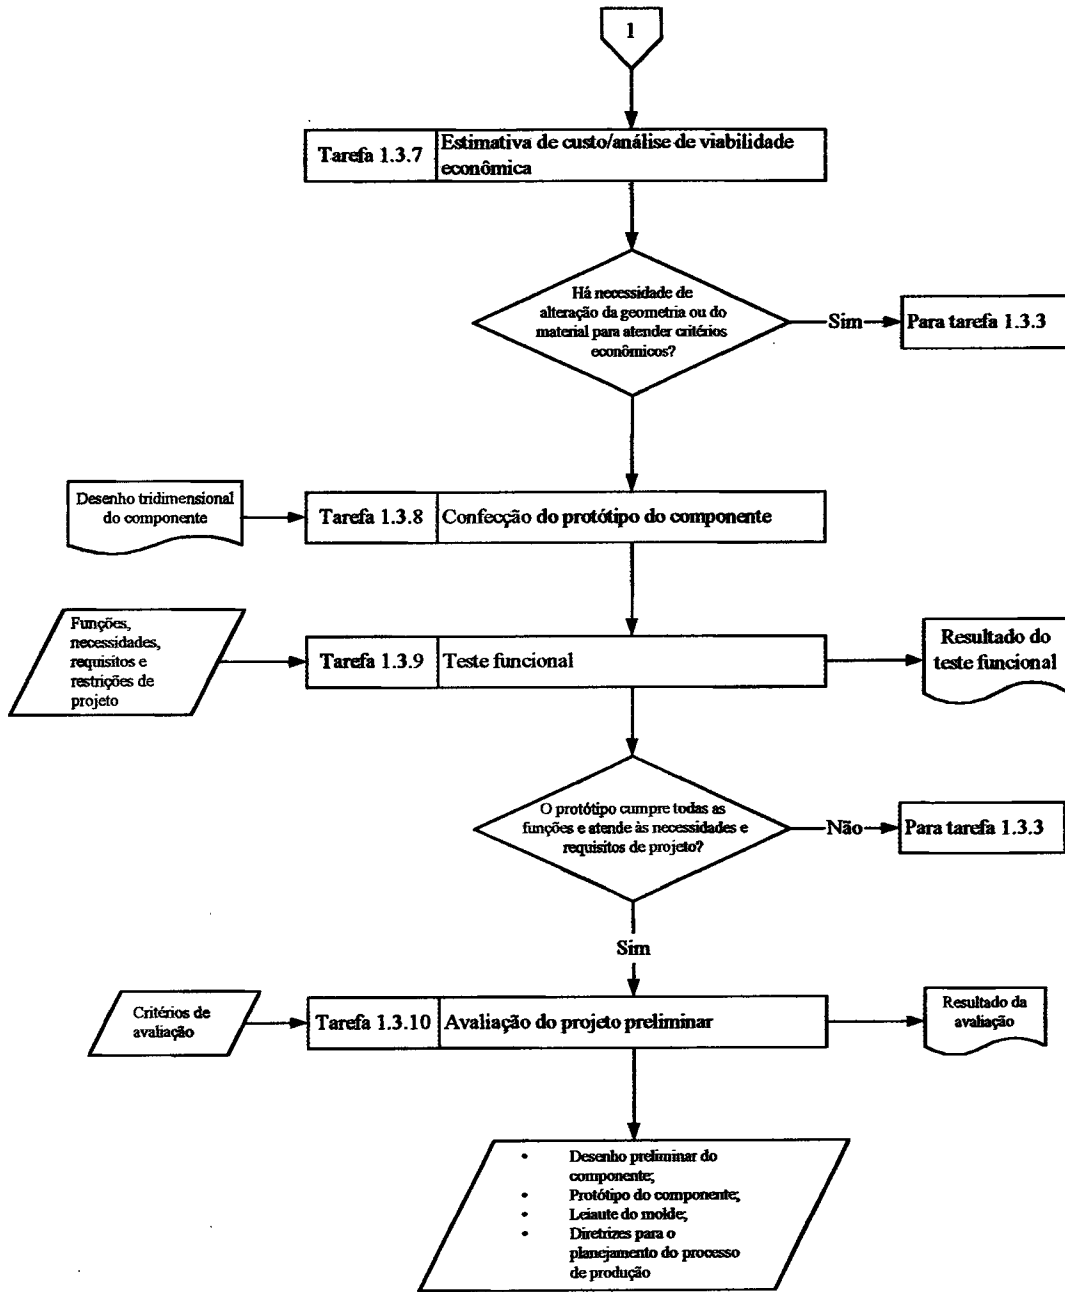 1
Tarefa 1.3.7
Estimativa de custo/análise de viabilidade
econômica
Há necessidade de
alteração da geometria ou do
material para atender critérios
econômicos?
Sim
Para tarefa 1.3.3
Desenho tridimensional
do componente
Tarefa 1.3.8
Confecção do protótipo do componente
Funções,
necessidades,
requisitos e
restrições de
projeto
Tarefa 1.3.9
Teste funcional
Resultado do
teste funcional
O protótipo cumpre todas as
funções e atende às necessidades e
requisitos de projeto?
Não
Para tarefa 1.3.3
Sim
Critérios de
avaliação
Tarefa 1.3.10
Avaliação do projeto preliminar
Resultado da
avaliação
• Desenho preliminar do
componente;
• Protótipo do componente;
• Leiaute do molde;
• Diretrizes para o
planejamento do processo
de produção